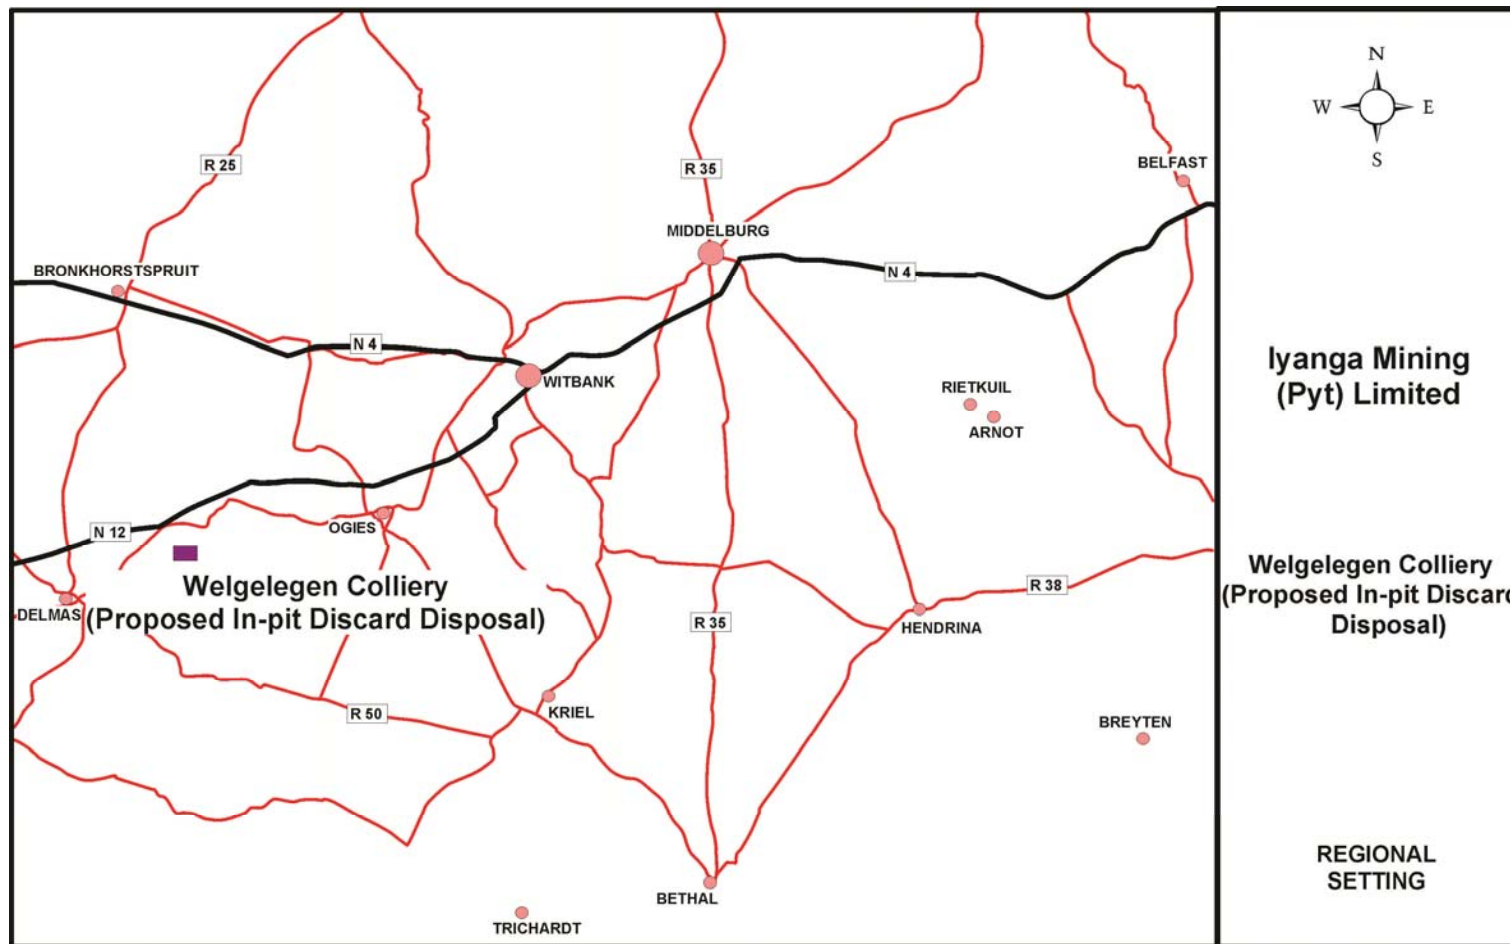 N
W
E
S
BELFAST
R 25
R 35
MIDDELBURG
BRONKHORSTSPRUIT
N 4
N 4
WITBANK
RIETKUIL
ARNOT
Iyanga Mining
(Pyt) Limited
OGIES
N 12
Welgelegen Colliery
(Proposed In-pit Discard Disposal)
DELMAS
R 38
R 35
HENDRINA
Welgelegen Colliery
(Proposed In-pit Discard
Disposal)
R 50
KRIEL
BREYTEN
BETHAL
TRICHARDT
REGIONAL
SETTING